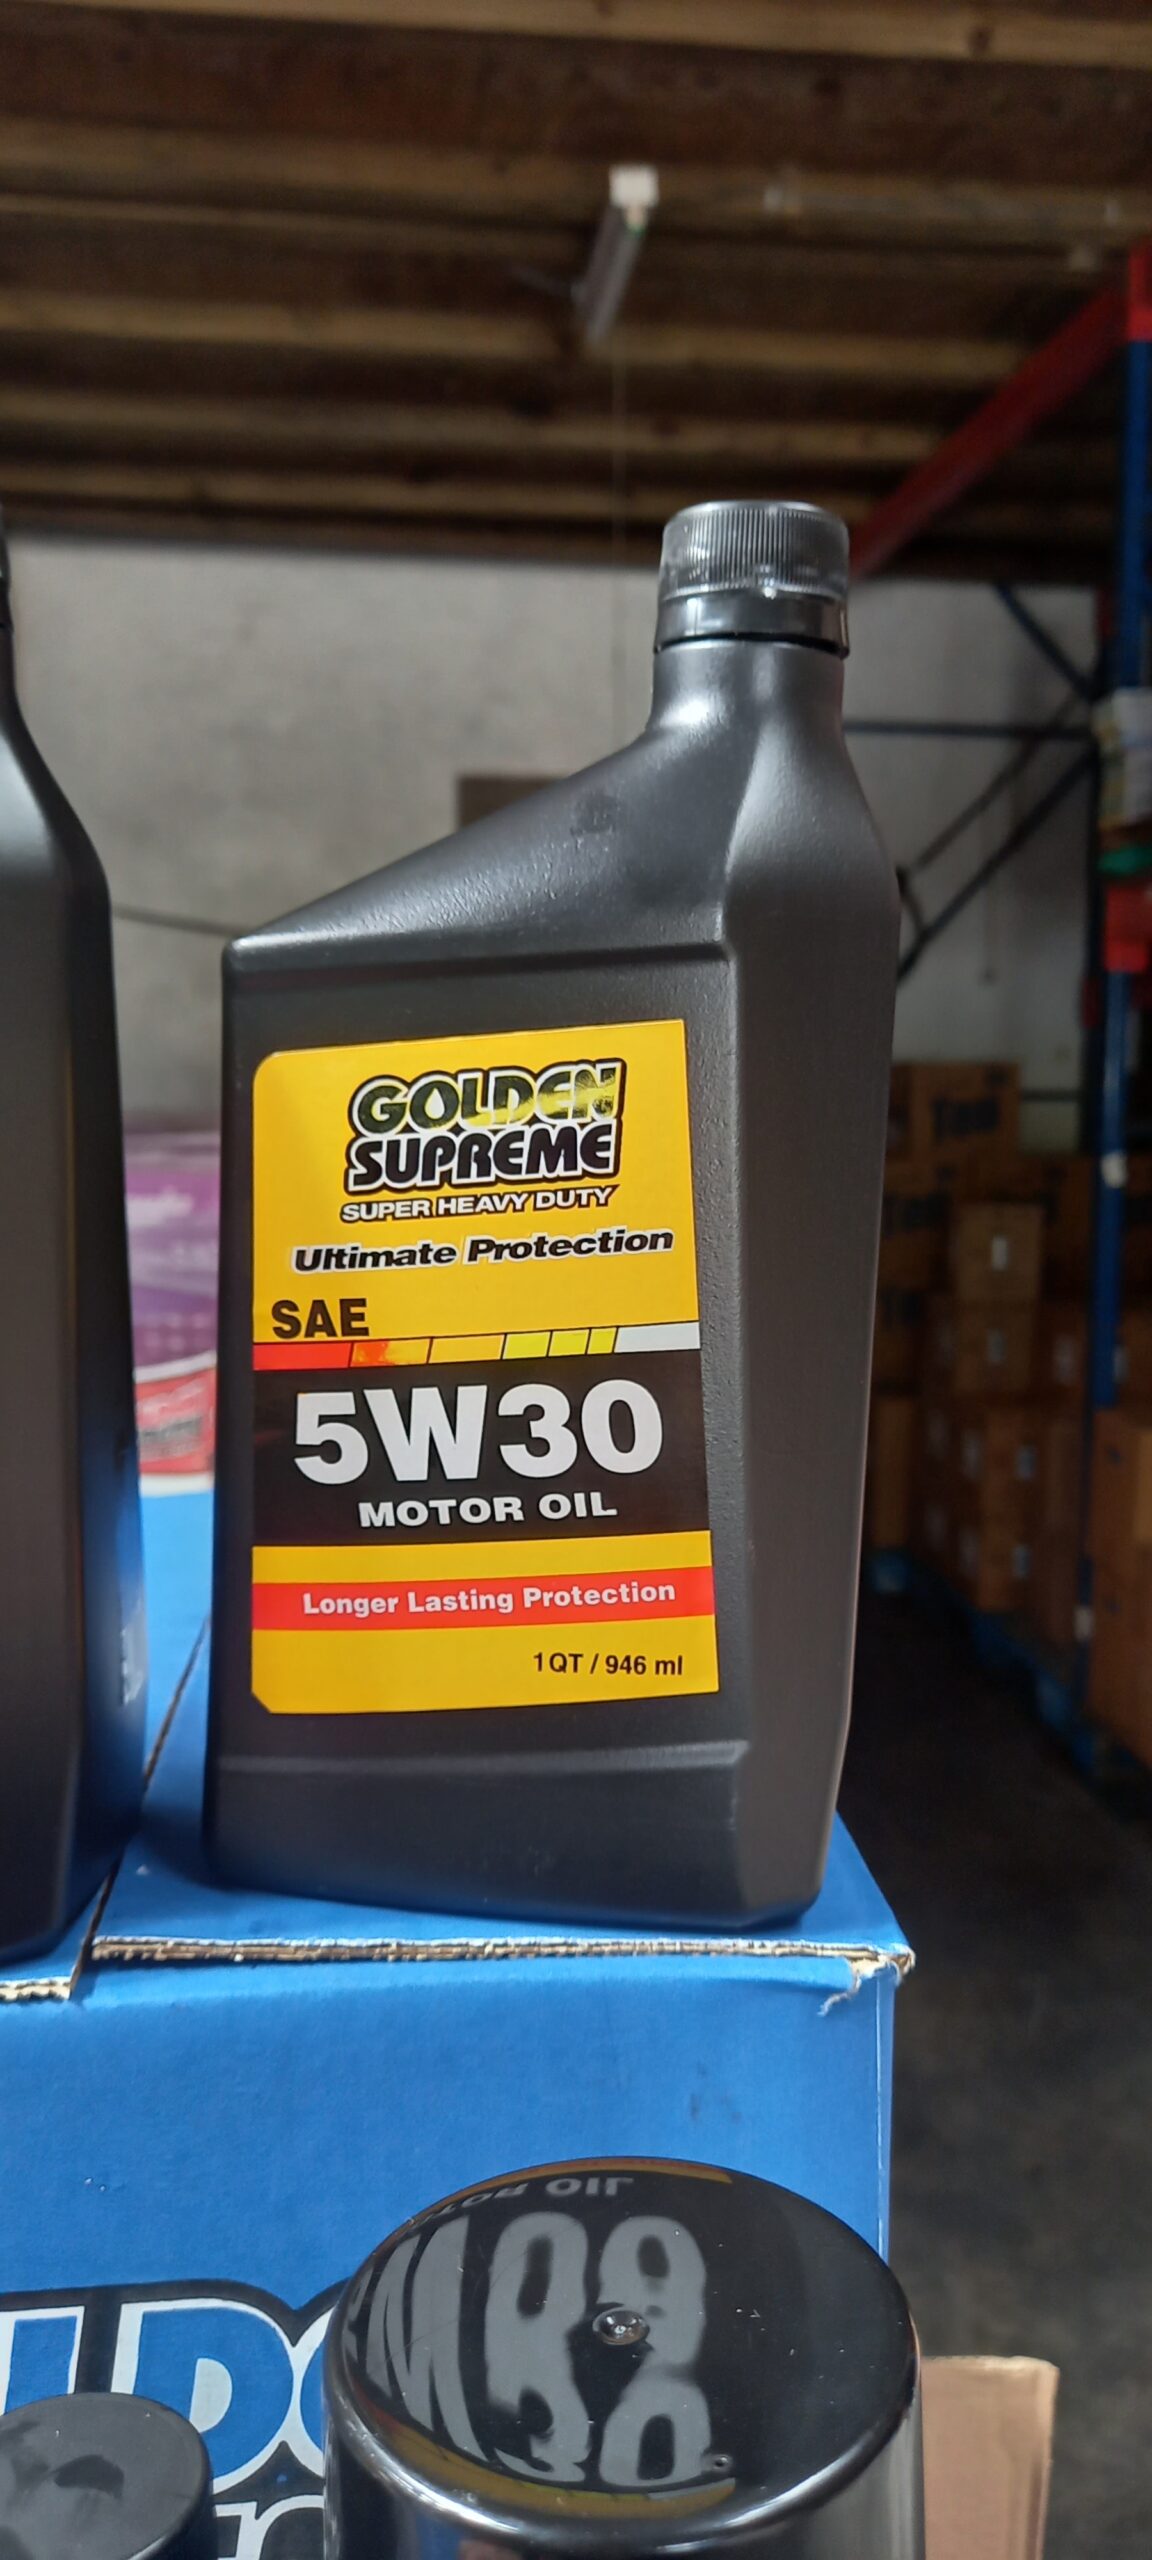 GOLDEN
SUPREME
SUPER HEAVY DUTY
Ultimate Protection
SAE
5W30
MOTOR OIL
Longer Lasting Protection
1QT / 946 ml